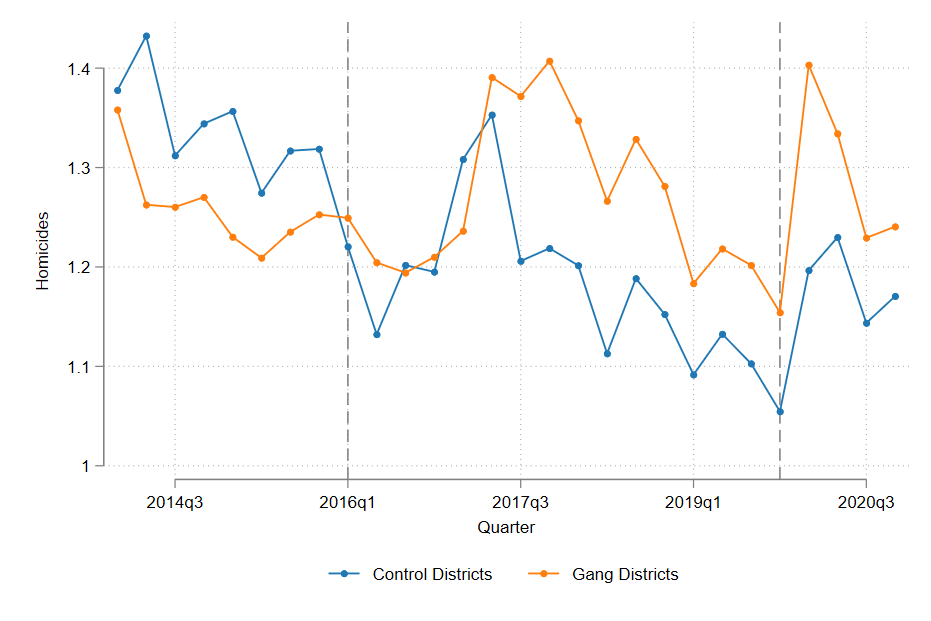 1.4
1.3
1.2
1.1
1
Homicides
2014q3 2016q1 2017q3 2019q1 2020q3
Quarter
Control Districts Gang Districts